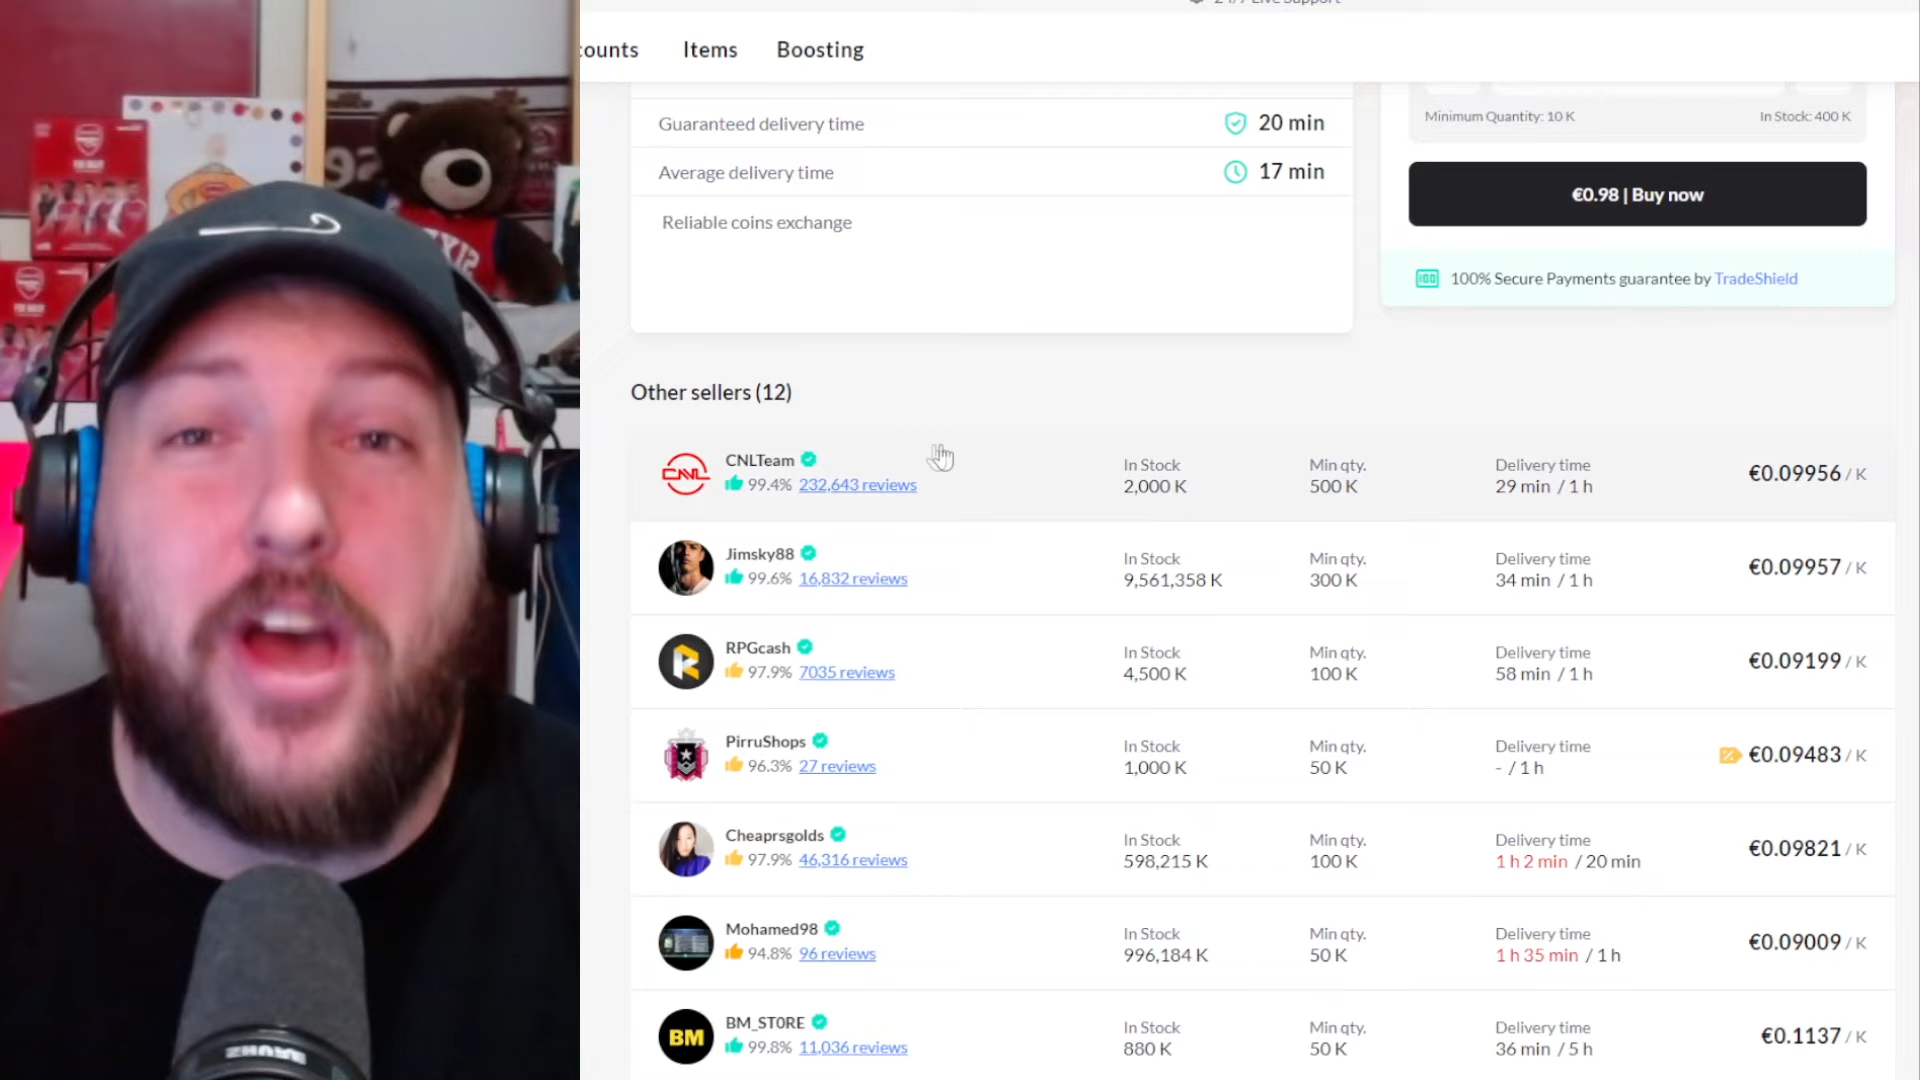 24/7 Live Support
counts Items Boosting
Guaranteed delivery time 20 min
Average delivery time 17 min
Reliable coins exchange
Minimum Quantity: 10 K In Stock: 400 K
€0.98 | Buy now
100% Secure Payments guarantee by TradeShield
Other sellers (12)
CNL
CNLTeam
99.4% 232,643 reviews
In Stock
2,000 K
Min qty.
500 K
Delivery time
29 min / 1 h
€0.09956 / K
Jimsky88
99.6% 16,832 reviews
In Stock
9,561,358 K
Min qty.
300 K
Delivery time
34 min / 1 h
€0.09957 / K
RPGcash
97.9% 7035 reviews
In Stock
4,500 K
Min qty.
100 K
Delivery time
58 min / 1 h
€0.09199 / K
PirruShops
96.3% 27 reviews
In Stock
1,000 K
Min qty.
50 K
Delivery time
- / 1 h
€0.09483 / K
Cheaprsgolds
97.9% 46,316 reviews
In Stock
598,215 K
Min qty.
100 K
Delivery time
1 h 2 min / 20 min
€0.09821 / K
Mohamed98
94.8% 96 reviews
In Stock
996,184 K
Min qty.
50 K
Delivery time
1 h 35 min / 1 h
€0.09009 / K
BM
BM_ST0RE
99.8% 11,036 reviews
In Stock
880 K
Min qty.
50 K
Delivery time
36 min / 5 h
€0.1137 / K